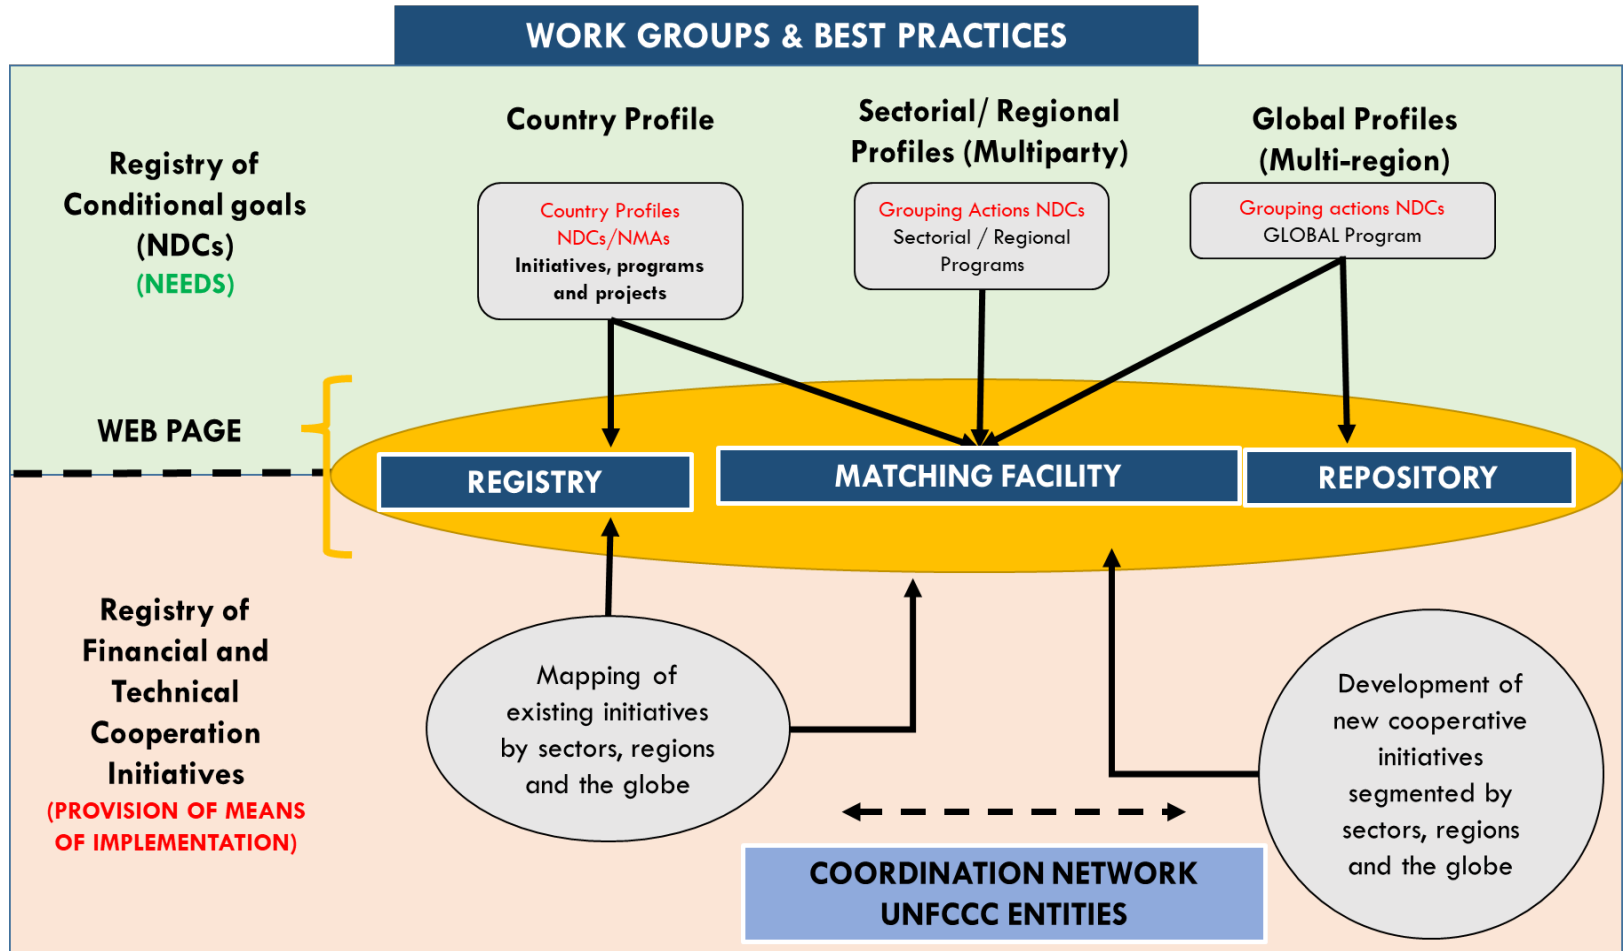 WORK GROUPS & BEST PRACTICES
Registry of
Conditional goals
(NDCs)
(NEEDS)
Country Profile
Country Profiles
NDCs/NMAs
Initiatives, programs
and projects
Sectorial/ Regional
Profiles (Multiparty)
Grouping Actions NDCs
Sectorial / Regional
Programs
Global Profiles
(Multi-region)
Grouping actions NDCs
GLOBAL Program
WEB PAGE
REGISTRY
MATCHING FACILITY
REPOSITORY
Registry of
Financial and
Technical
Cooperation
Initiatives
(PROVISION OF MEANS
OF IMPLEMENTATION)
Mapping of
existing initiatives
by sectors, regions
and the globe
Development of
new cooperative
initiatives
segmented by
sectors, regions
and the globe
COORDINATION NETWORK
UNFCCC ENTITIES